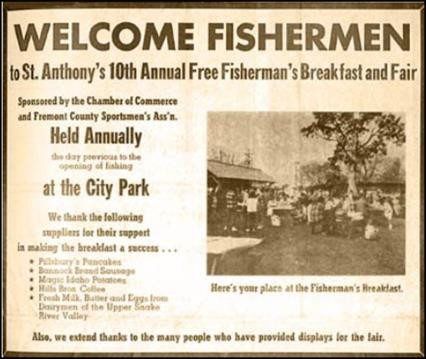 WELCOME FISHERMEN
to St. Anthony's 10th Annual Free Fisherman's Breakfast and Fair
Sponsored by the Chamber of Commerce
and Fremont County Sportsmen's Ass'n.
Held Annually
the day previous to the
opening of fishing
at the City Park
We thank the following
suppliers for their support
in making the breakfast a success . . .
* Pillsbury's Pancakes
* Bannock Brand Sausage
* Magic Idaho Potatoes
* Hills Bros. Coffee
* Fresh Milk, Butter and Eggs from
Dairymen of the Upper Snake
River Valley
Here's your place at the Fisherman's Breakfast.
Also, we extend thanks to the many people who have provided displays for the fair.